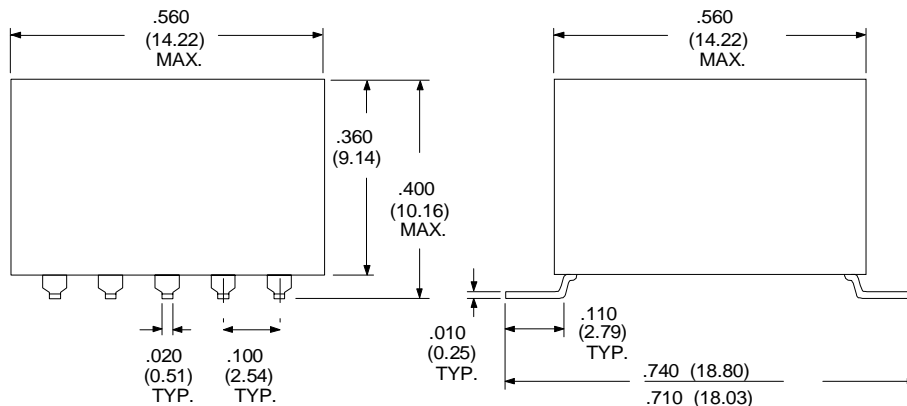 .560
(14.22)
MAX.
.560
(14.22)
MAX.
.360
(9.14)
.400
(10.16)
MAX.
.020
(0.51)
TYP.
.100
(2.54)
TYP.
.010
(0.25)
TYP.
.110
(2.79)
TYP.
.740 (18.80)
.710 (18.03)